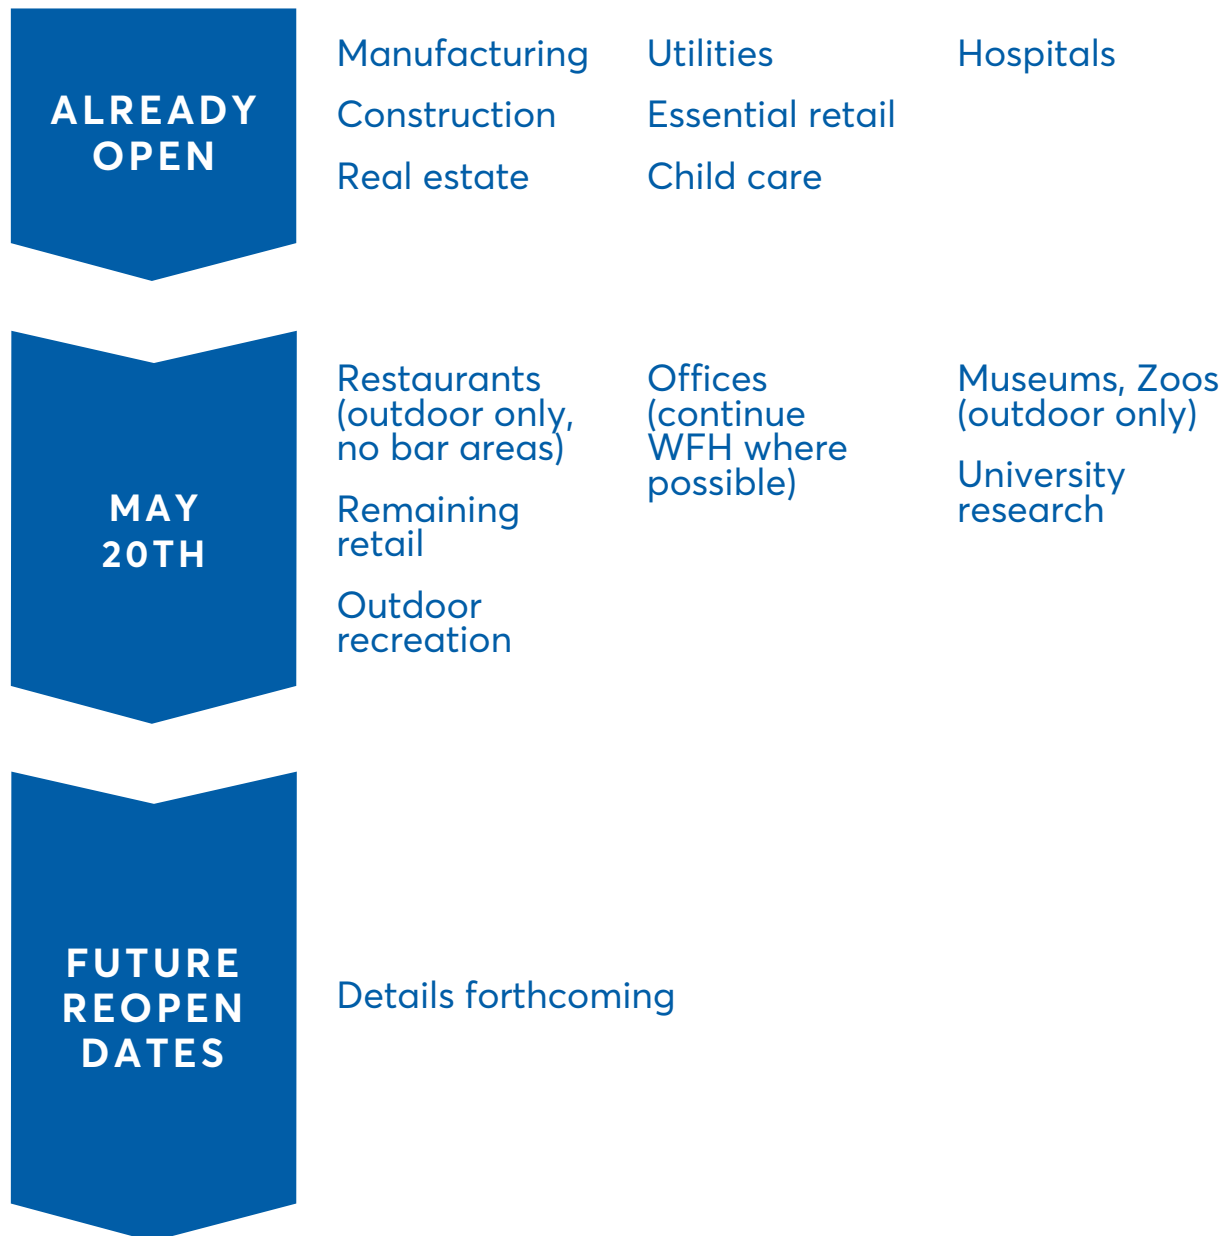 ALREADY
OPEN
Manufacturing
Construction
Real estate
Utilities
Essential retail
Child care
Hospitals
MAY
20TH
Restaurants
(outdoor only,
no bar areas)
Remaining
retail
Outdoor
recreation
Offices
(continue
WFH where
possible)
Museums, Zoos
(outdoor only)
University
research
FUTURE
REOPEN
DATES
Details forthcoming